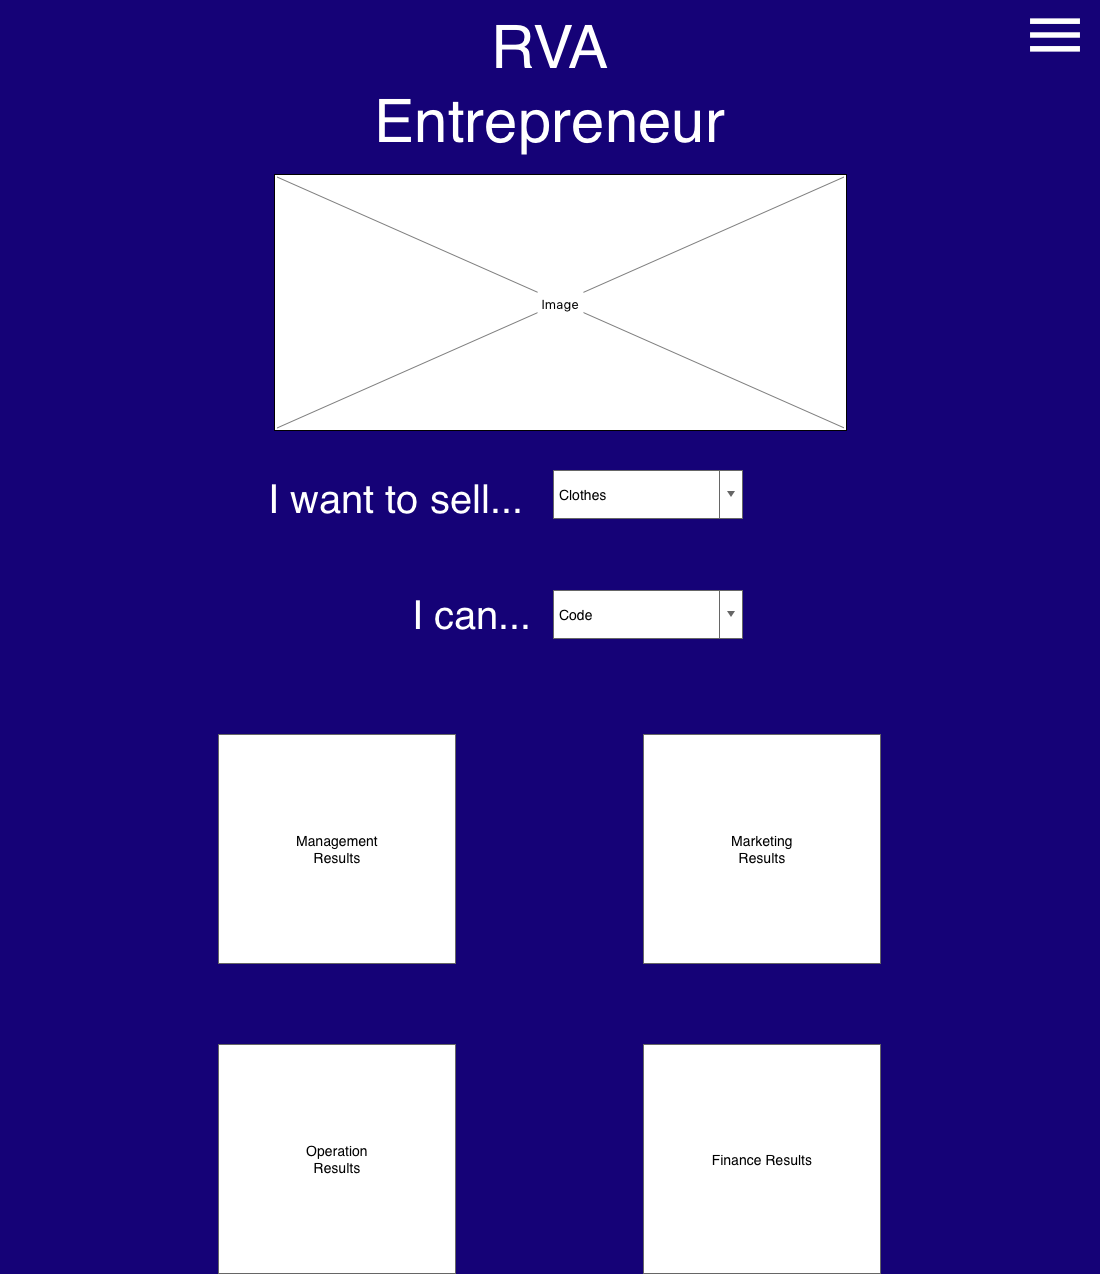 RVA
Entrepreneur
Image
I want to sell...
Clothes
I can...
Code
Management
Results
Marketing
Results
Operation
Results
Finance Results